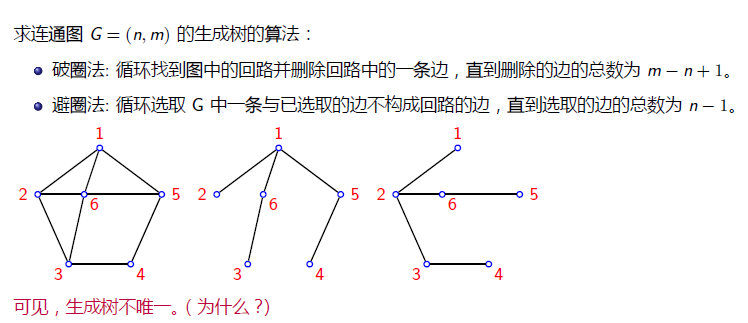 求连通图 G = (n, m) 的生成树的算法：
破圈法: 循环找到图中的回路并删除回路中的一条边，直到删除的边的总数为 m − n + 1。
避圈法: 循环选取 G 中一条与已选取的边不构成回路的边，直到选取的边的总数为 n − 1。
1 1 1
2 6 5 2 6 5 2 6 5
3 4 3 4 3 4
可见，生成树不唯一。( 为什么 ?)